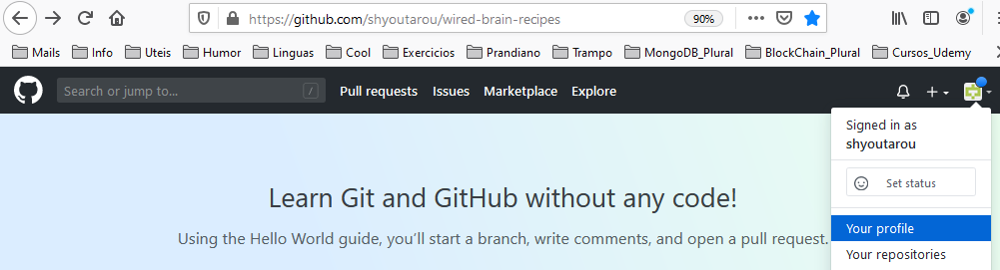 https://github.com/shyoutarou/wired-brain-recipes
90%
Mails Info Uteis Humor Linguas Cool Exercicios Prandiano Trampo MongoDB_Plural BlockChain_Plural Cursos_Udemy
Search or jump to... /
Pull requests Issues Marketplace Explore
Signed in as
shyoutarou
Set status
Your profile
Your repositories
Learn Git and GitHub without any code!
Using the Hello World guide, you’ll start a branch, write comments, and open a pull request.